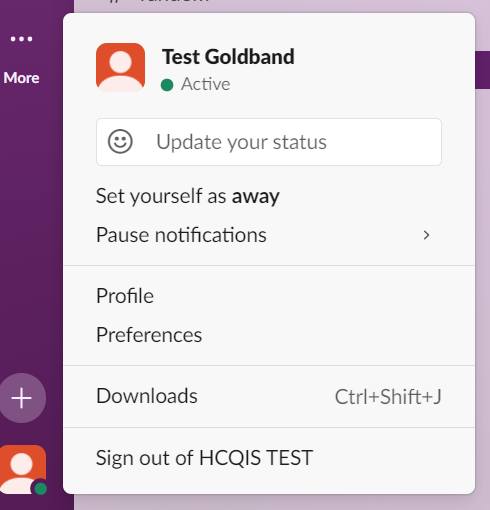 More
Test Goldband
Active
Update your status
Set yourself as away
Pause notifications
Profile
Preferences
Downloads Ctrl+Shift+J
Sign out of HCQIS TEST